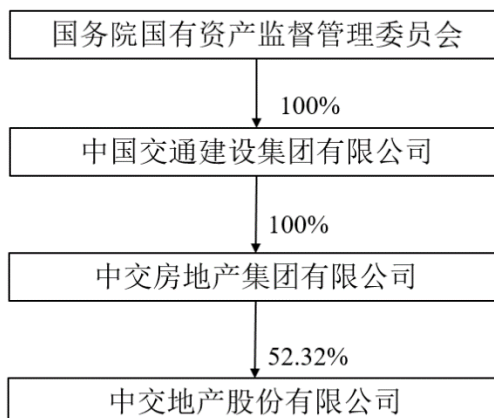 国务院国有资产监督管理委员会
100%
中国交通建设集团有限公司
100%
中交房地产集团有限公司
52.32%
中交地产股份有限公司